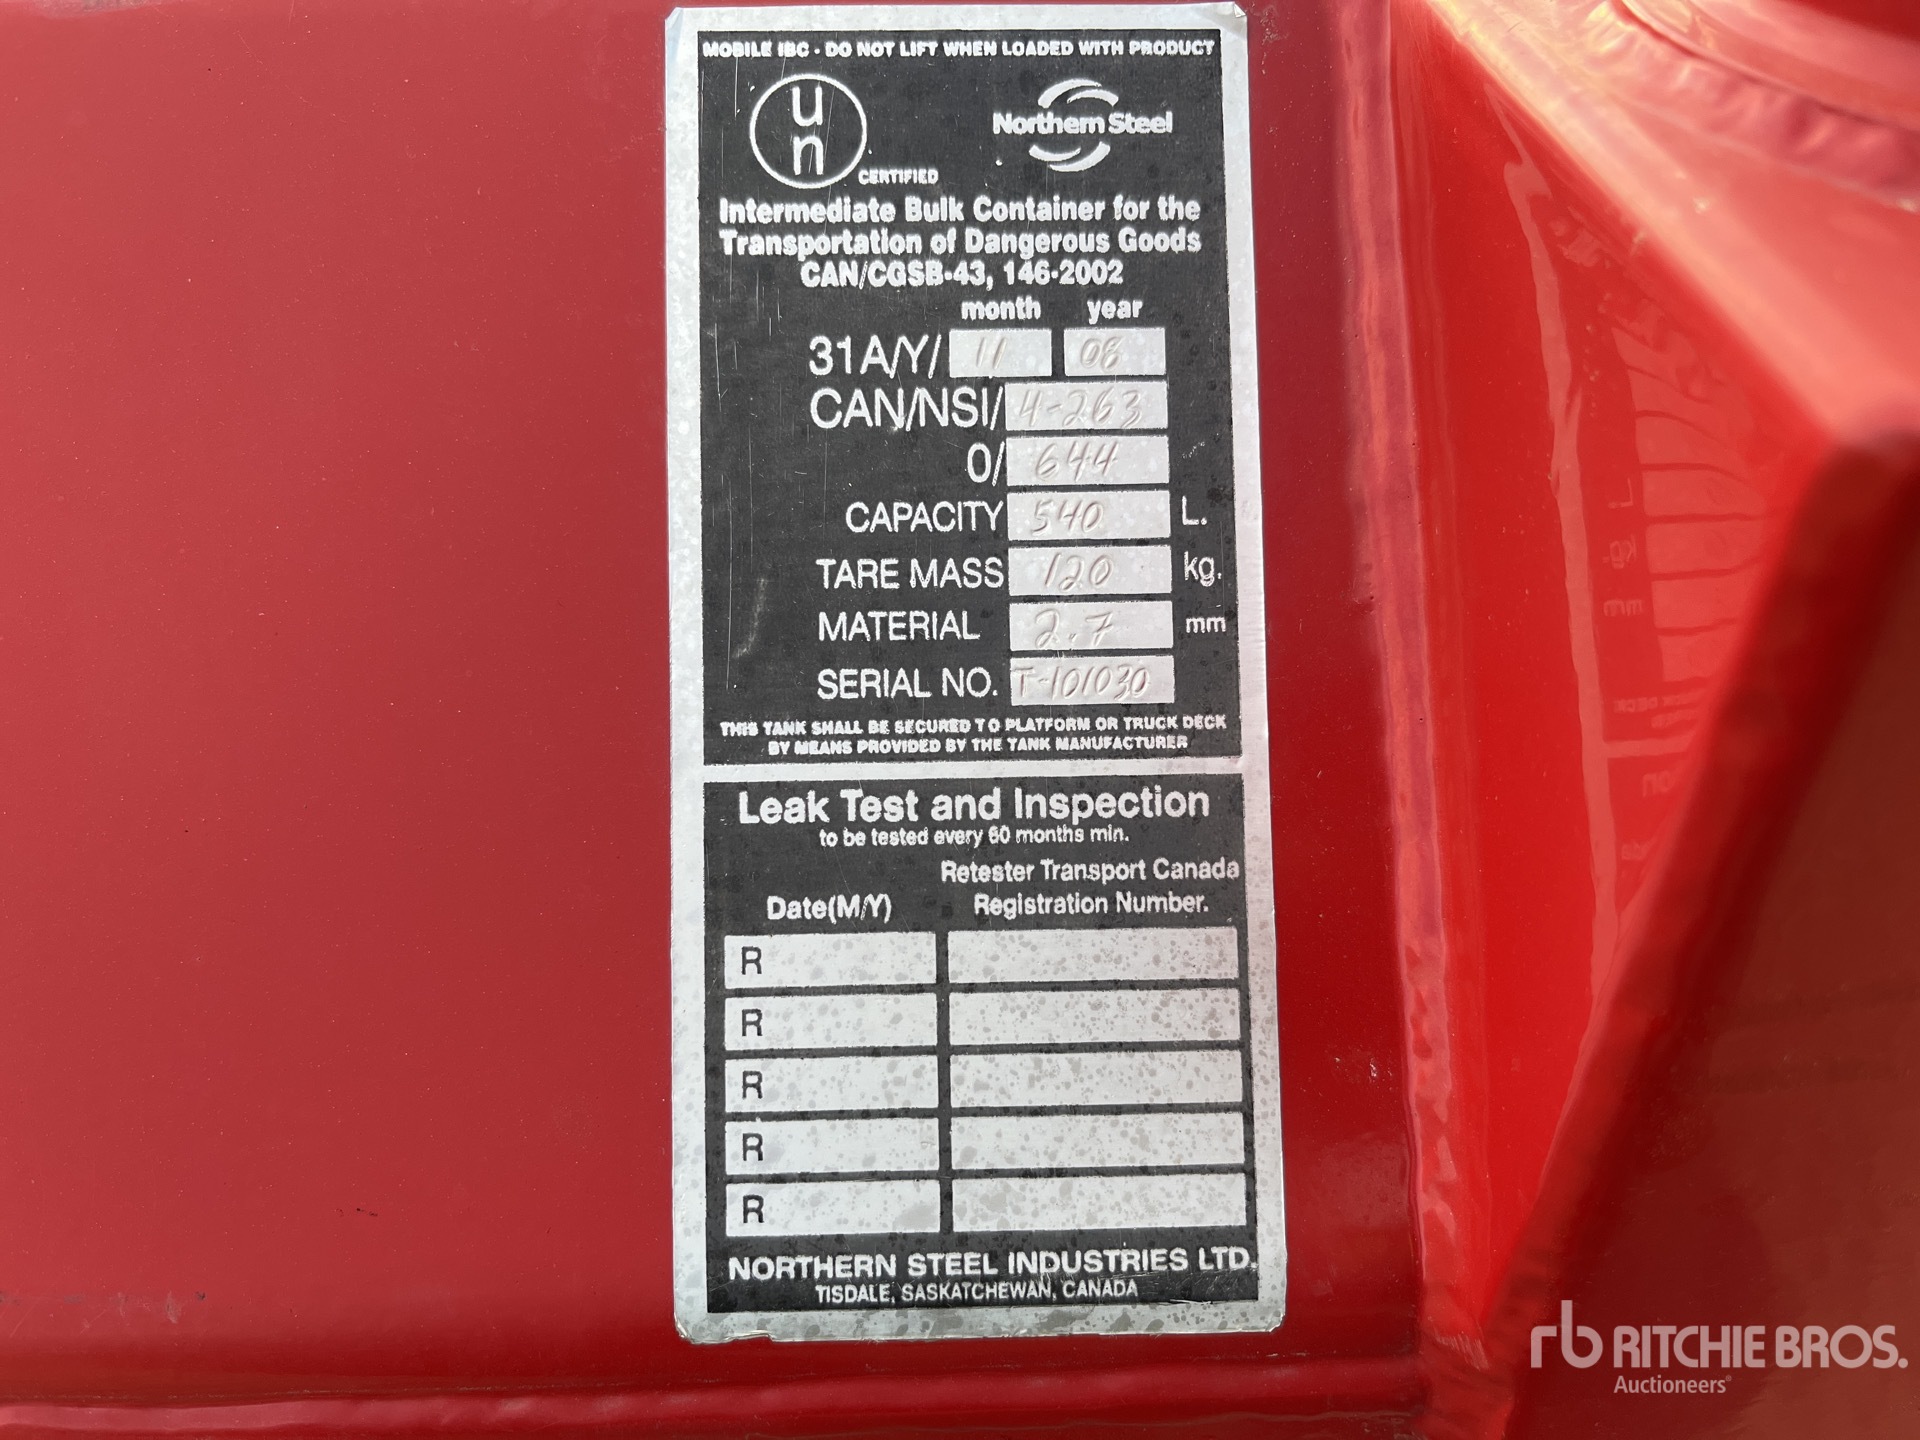 MOBILE IBC - DO NOT LIFT WHEN LOADED WITH PRODUCT
un
CERTIFIED
Northern Steel
Intermediate Bulk Container for the
Transportation of Dangerous Goods
CAN/CGSB-43, 146-2002
month year
31A/Y/ 11 08
CAN/NSI/ 4-263
0/ 644
CAPACITY 540 L.
TARE MASS 120 kg.
MATERIAL 2.7 mm
SERIAL NO. T-101030
THIS TANK SHALL BE SECURED TO PLATFORM OR TRUCK DECK
BY MEANS PROVIDED BY THE TANK MANUFACTURER
Leak Test and Inspection
to be tested every 60 months min.
Retester Transport Canada
Date(M/Y) Registration Number.
R
R
R
R
R
NORTHERN STEEL INDUSTRIES LTD.
TISDALE, SASKATCHEWAN, CANADA
rb RITCHIE BROS.
Auctioneers